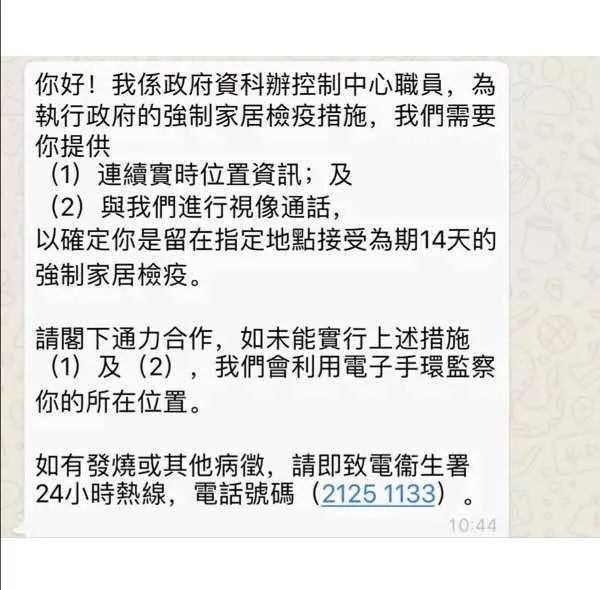 你好！我係政府資科辦控制中心職員，為
執行政府的強制家居檢疫措施，我們需要
你提供
（1）連續實時位置資訊；及
（2）與我們進行視像通話，
以確定你是留在指定地點接受為期14天的
強制家居檢疫。
請閣下通力合作，如未能實行上述措施
（1）及（2），我們會利用電子手環監察
你的所在位置。
如有發燒或其他病徵，請即致電衞生署
24小時熱線，電話號碼（2125 1133）。
10:44